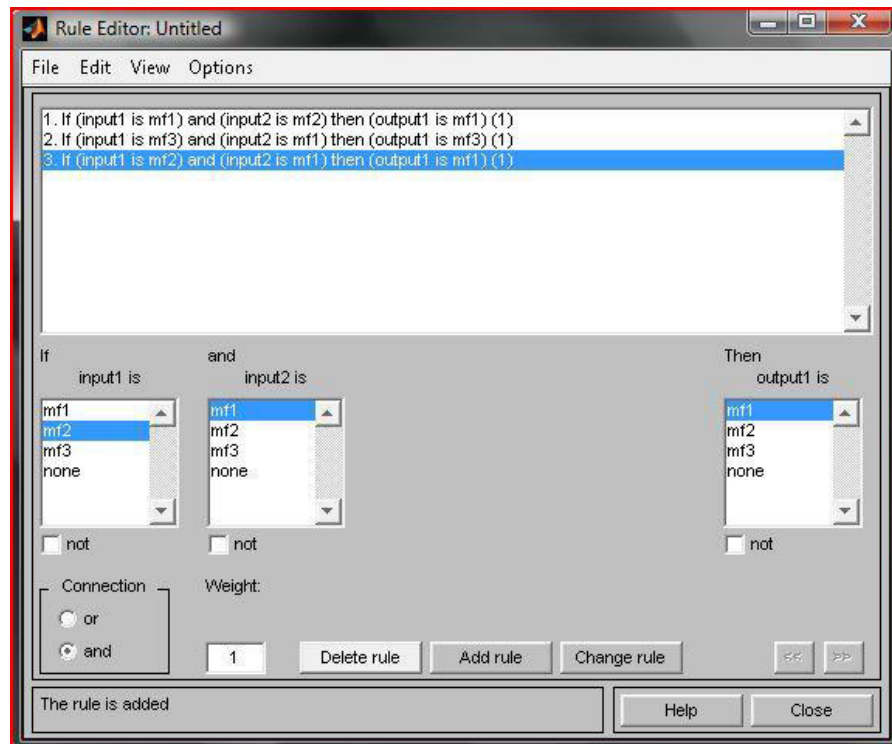 Rule Editor: Untitled
File Edit View Options
1. If (input1 is mf1) and (input2 is mf2) then (output1 is mf1) (1)
2. If (input1 is mf3) and (input2 is mf1) then (output1 is mf3) (1)
3. If (input1 is mf2) and (input2 is mf1) then (output1 is mf1) (1)
If and Then
input1 is input2 is output1 is
mf1 mf1 mf1
mf2 mf2 mf2
mf3 mf3 mf3
none none none
not not not
Connection Weight:
or
and 1 Delete rule Add rule Change rule << >>
The rule is added Help Close